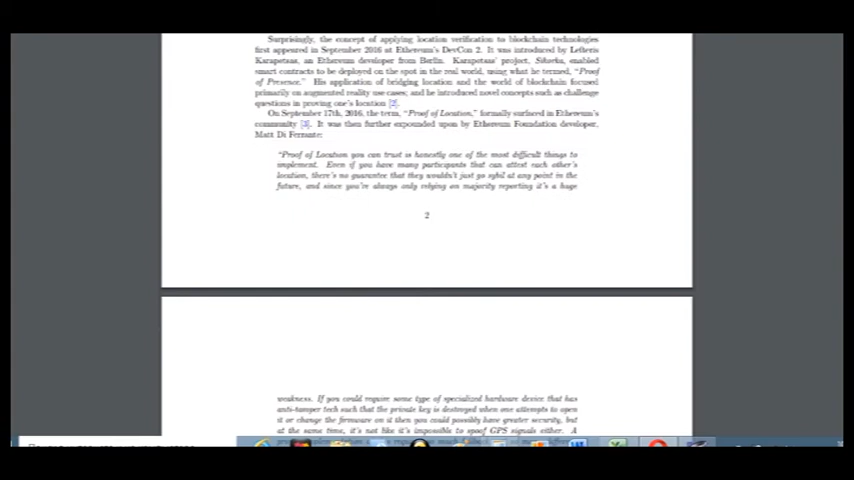 Surprisingly, the concept of applying location verification to blockchain technologies
first appeared in September 2016 at Ethereum's DevCon 2. It was introduced by Lefteris
Karapetsas, an Ethereum developer from Berlin. Karapetsas' project, Sikorka, enabled
smart contracts to be deployed on the spot in the real world, using what he termed, "Proof
of Presence." His application of bridging location and the world of blockchain focused
primarily on augmented reality use cases; and he introduced novel concepts such as challenge
questions in proving one's location [2].
On September 17th, 2016, the term, "Proof of Location," formally surfaced in Ethereum's
community [3]. It was then further expounded upon by Ethereum Foundation developer,
Matt Di Ferrante:
"Proof of Location you can trust is honestly one of the most difficult things to
implement. Even if you have many participants that can attest each other's
location, there's no guarantee that they wouldn't just go sybil at any point in the
future, and since you're always only relying on majority reporting it's a huge
2
weakness. If you could require some type of specialized hardware device that has
anti-tamper tech such that the private key is destroyed when one attempts to open
it or change the firmware on it then you could possibly have greater security, but
at the same time, it's not like it's impossible to spoof GPS signals either. A